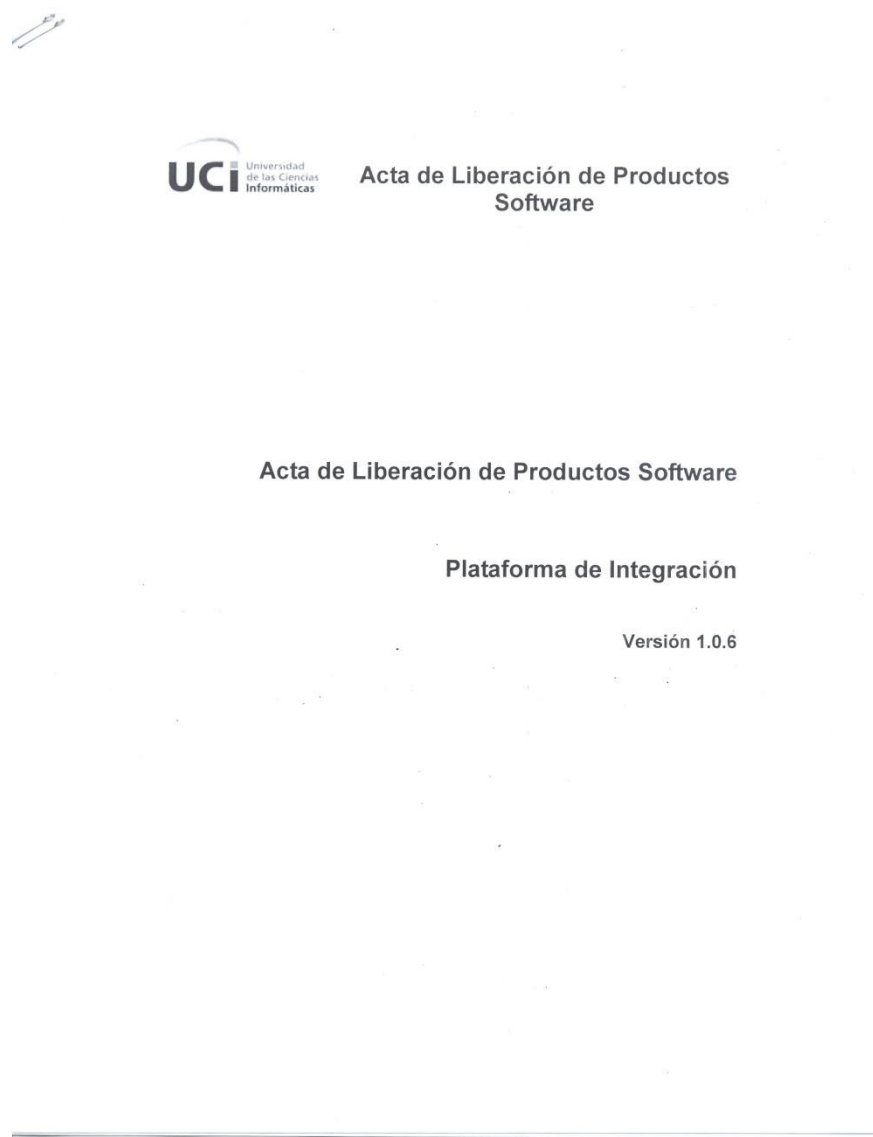 UCi
Universidad
de las Ciencias
Informáticas
Acta de Liberación de Productos
Software
Acta de Liberación de Productos Software
Plataforma de Integración
Versión 1.0.6